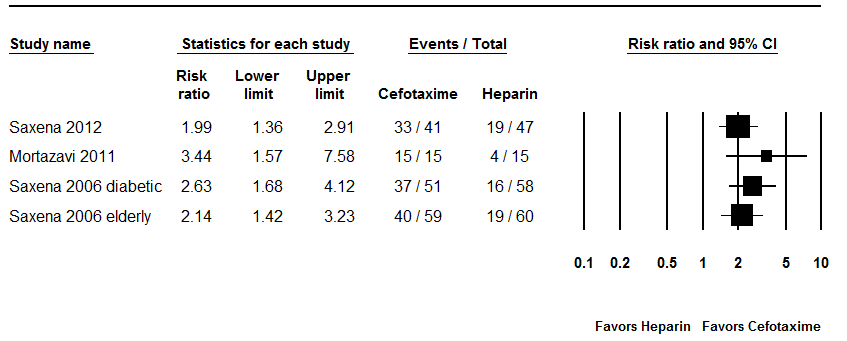 Study name Statistics for each study Events / Total Risk ratio and 95% CI
Risk ratio Lower limit Upper limit Cefotaxime Heparin
Saxena 2012 1.99 1.36 2.91 33 / 41 19 / 47
Mortazavi 2011 3.44 1.57 7.58 15 / 15 4 / 15
Saxena 2006 diabetic 2.63 1.68 4.12 37 / 51 16 / 58
Saxena 2006 elderly 2.14 1.42 3.23 40 / 59 19 / 60
0.1 0.2 0.5 1 2 5 10
Favors Heparin Favors Cefotaxime